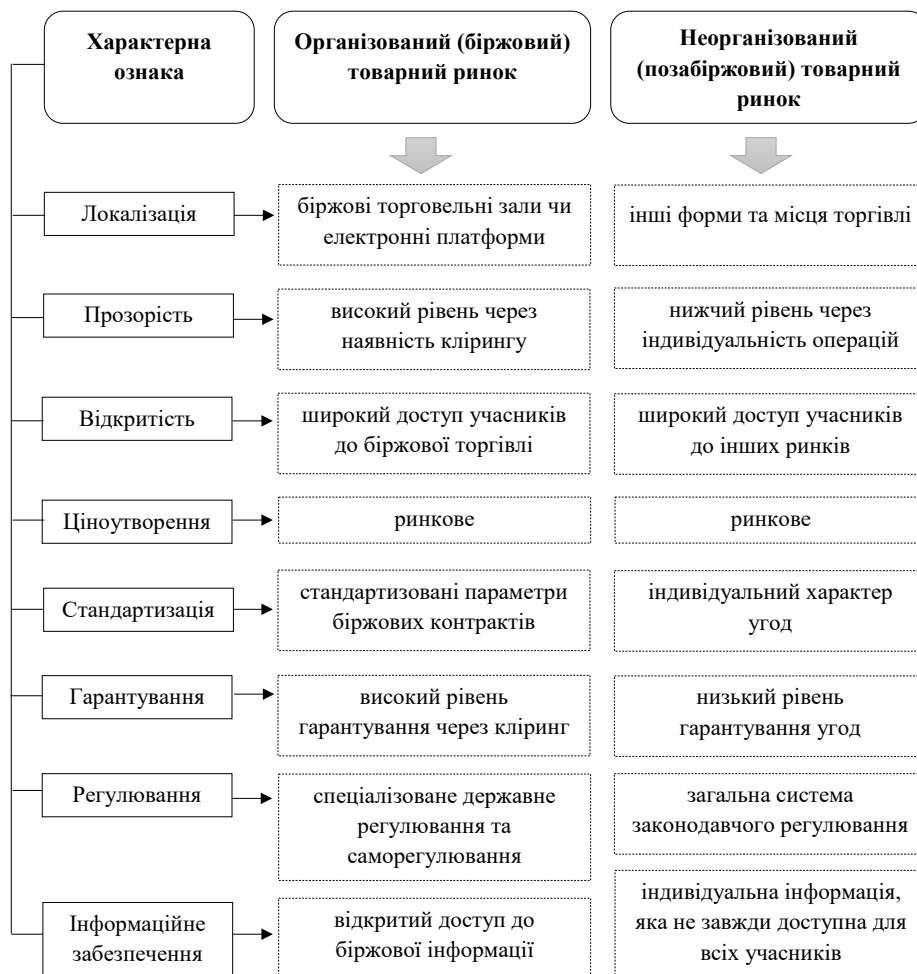 Характерна
ознака
Організований (біржовий)
товарний ринок
Неорганізований
(позабіржовий) товарний
ринок
Локалізація
біржові торговельні зали чи
електронні платформи
інші форми та місця торгівлі
Прозорість
високий рівень через
наявність клірингу
нижчий рівень через
індивідуальність операцій
Відкритість
широкий доступ учасників
до біржової торгівлі
широкий доступ учасників
до інших ринків
Ціноутворення
ринкове
ринкове
Стандартизація
стандартизовані параметри
біржових контрактів
індивідуальний характер
угод
Гарантування
високий рівень
гарантування через кліринг
низький рівень
гарантування угод
Регулювання
спеціалізоване державне
регулювання та
саморегулювання
загальна система
законодавчого регулювання
Інформаційне
забезпечення
відкритий доступ до
біржової інформації
індивідуальна інформація,
яка не завжди доступна для
всіх учасників